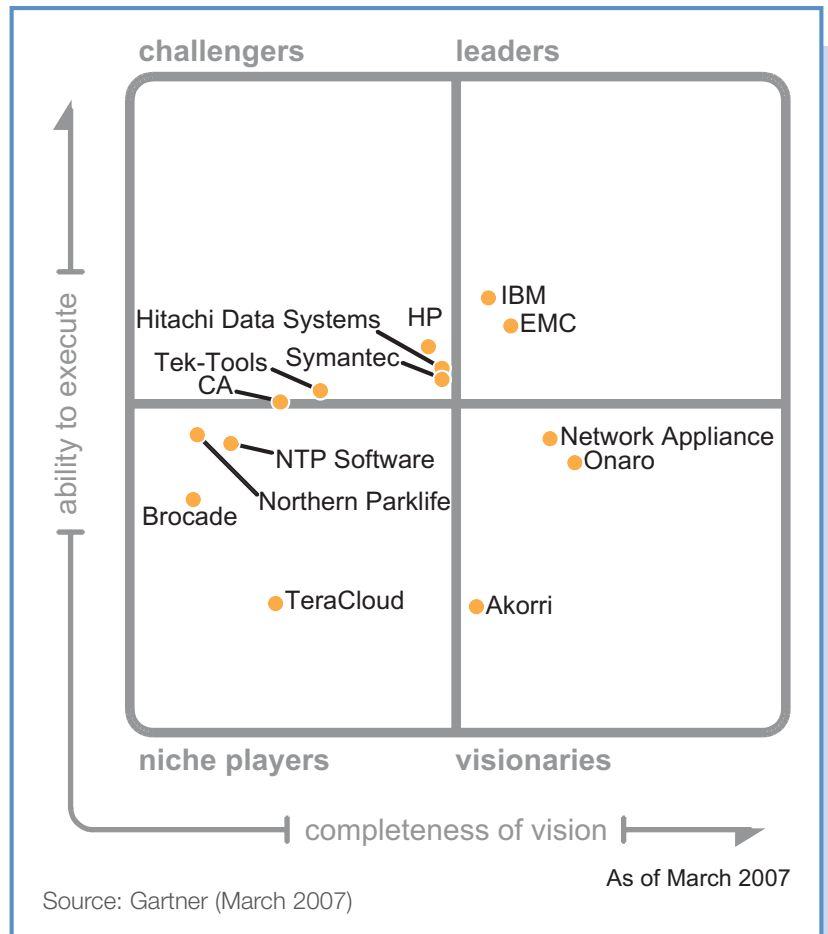 challengers
leaders
ability to execute
IBM
EMC
Hitachi Data Systems
HP
Tek-Tools
Symantec
CA
Network Appliance
Onaro
NTP Software
Northern Parklife
Brocade
TeraCloud
Akorri
niche players
visionaries
completeness of vision
As of March 2007
Source: Gartner (March 2007)